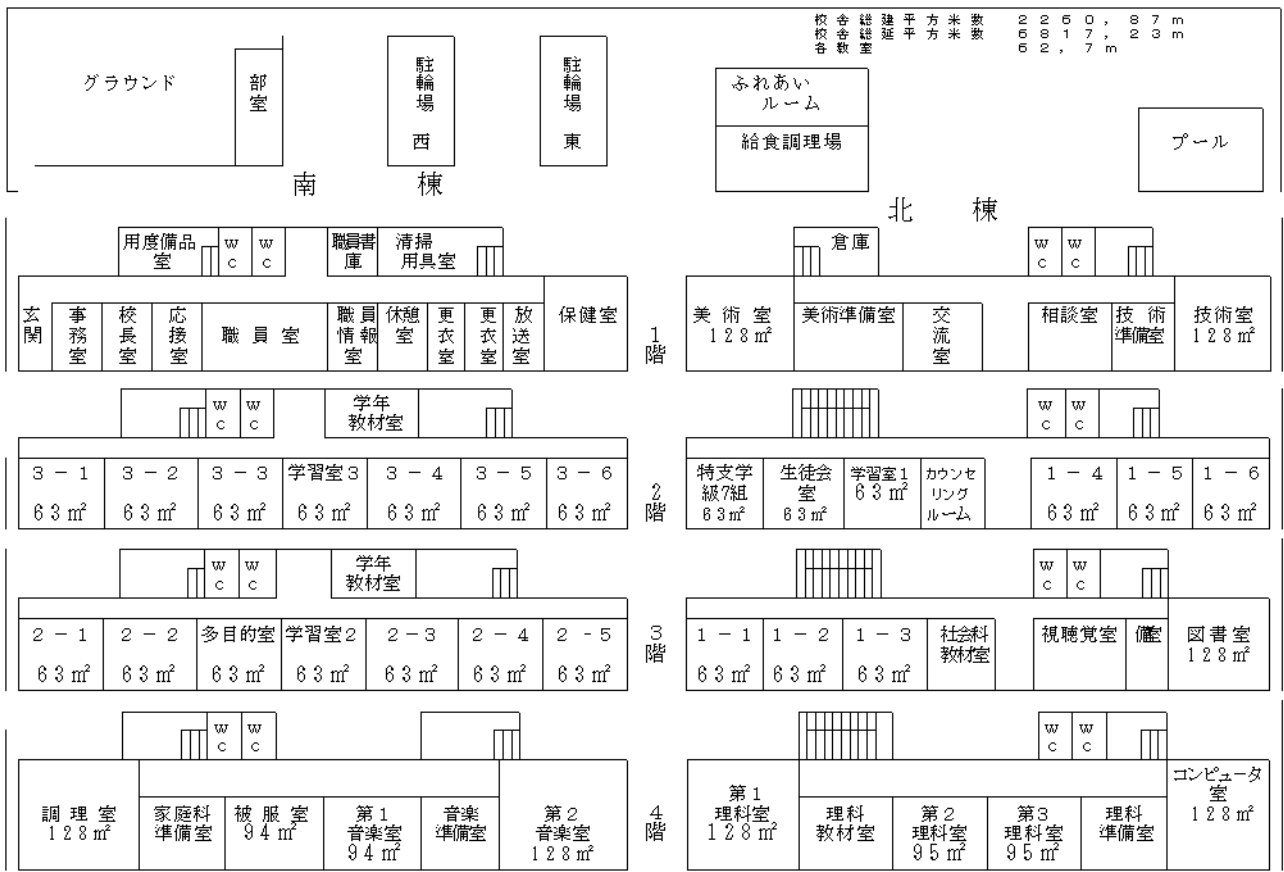 校舎総建平方米数　２２６０，８７ｍ
校舎総延平方米数　６８１７，２３ｍ
各教室　６２，７ｍ
グラウンド
部室
駐輪場 西
駐輪場 東
ふれあい
ルーム
給食調理場
プール
南　棟
北　棟
用度備品
室
WC
WC
職員書
庫
清掃
用具室
玄関
事務室
校長室
応接室
職員室
職員
情報
室
休憩
室
更衣室
更衣室
放送室
保健室
1階
倉庫
WC
WC
美術室
128㎡
美術準備室
交流室
相談室
技術
準備室
技術室
128㎡
WC
WC
学年
教材室
3－1
63㎡
3－2
63㎡
3－3
63㎡
学習室3
63㎡
3－4
63㎡
3－5
63㎡
3－6
63㎡
2階
WC
WC
特支学
級7組
63㎡
生徒会
室
63㎡
学習室1
63㎡
カウンセ
リング
ルーム
1－4
63㎡
1－5
63㎡
1－6
63㎡
WC
WC
学年
教材室
2－1
63㎡
2－2
63㎡
多目的室
63㎡
学習室2
63㎡
2－3
63㎡
2－4
63㎡
2-5
63㎡
3階
WC
WC
1－1
63㎡
1－2
63㎡
1－3
63㎡
社会科
教材室
視聴覚室
図書室
128㎡
WC
WC
調理室
128㎡
家庭科
準備室
被服室
94㎡
第1
音楽室
94㎡
音楽
準備室
第2
音楽室
128㎡
4階
WC
WC
第1
理科室
128㎡
理科
教材室
第2
理科室
95㎡
第3
理科室
95㎡
理科
準備室
コンピュータ
室
128㎡